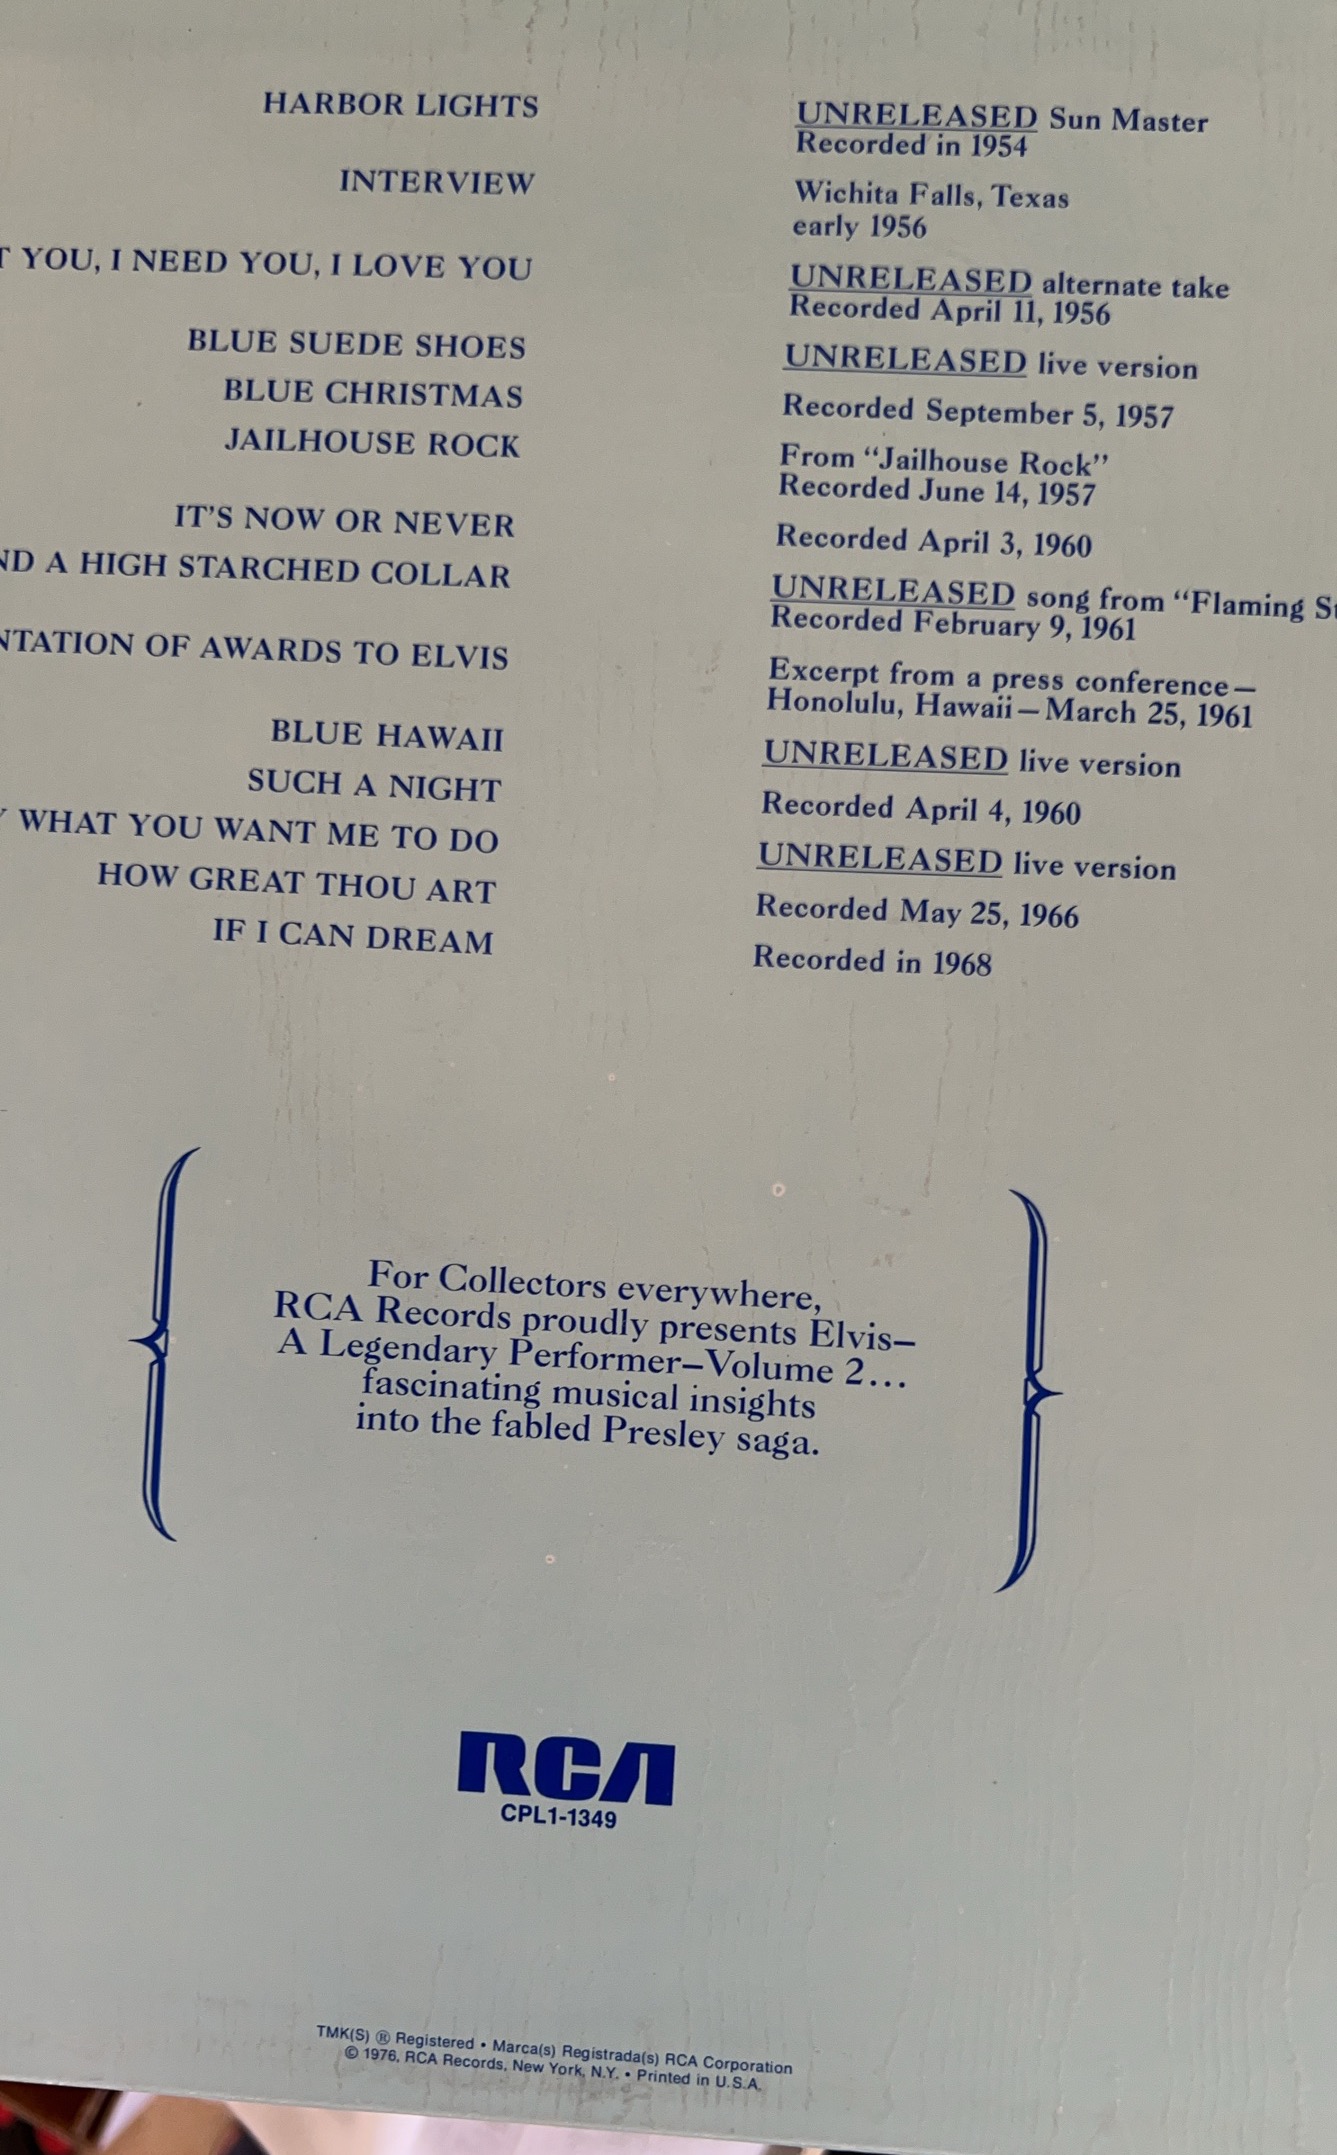 HARBOR LIGHTS
UNRELEASED Sun Master
Recorded in 1954
INTERVIEW
Wichita Falls, Texas
early 1956
YOU, I NEED YOU, I LOVE YOU
UNRELEASED alternate take
Recorded April 11, 1956
BLUE SUEDE SHOES
UNRELEASED live version
BLUE CHRISTMAS
Recorded September 5, 1957
JAILHOUSE ROCK
From “Jailhouse Rock”
Recorded June 14, 1957
IT'S NOW OR NEVER
Recorded April 3, 1960
ND A HIGH STARCHED COLLAR
UNRELEASED song from “Flaming St
Recorded February 9, 1961
NTATION OF AWARDS TO ELVIS
Excerpt from a press conference—
Honolulu, Hawaii—March 25, 1961
BLUE HAWAII
UNRELEASED live version
SUCH A NIGHT
Recorded April 4, 1960
WHAT YOU WANT ME TO DO
UNRELEASED live version
HOW GREAT THOU ART
Recorded May 25, 1966
IF I CAN DREAM
Recorded in 1968
For Collectors everywhere,
RCA Records proudly presents Elvis–
A Legendary Performer–Volume 2...
fascinating musical insights
into the fabled Presley saga.
RCA
CPL1-1349
TMK(S) ® Registered • Marca(s) Registrada(s) RCA Corporation
© 1976, RCA Records, New York, N.Y. • Printed in U.S.A.